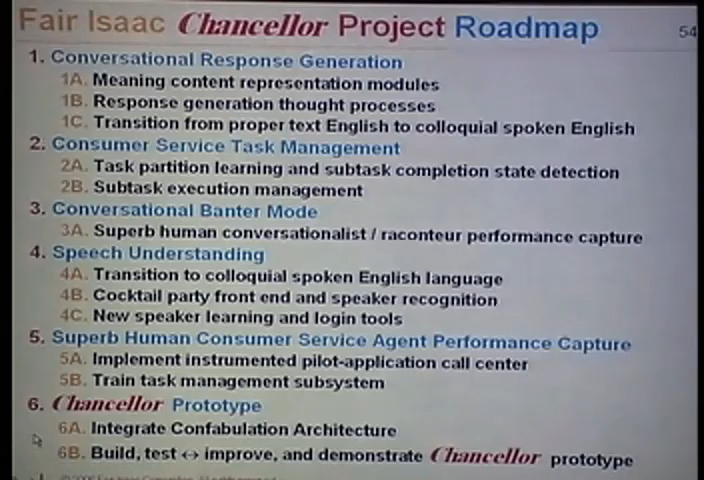 Fair Isaac Chancellor Project Roadmap
54
1. Conversational Response Generation
1A. Meaning content representation modules
1B. Response generation thought processes
1C. Transition from proper text English to colloquial spoken English
2. Consumer Service Task Management
2A. Task partition learning and subtask completion state detection
2B. Subtask execution management
3. Conversational Banter Mode
3A. Superb human conversationalist / raconteur performance capture
4. Speech Understanding
4A. Transition to colloquial spoken English language
4B. Cocktail party front end and speaker recognition
4C. New speaker learning and login tools
5. Superb Human Consumer Service Agent Performance Capture
5A. Implement instrumented pilot-application call center
5B. Train task management subsystem
6. Chancellor Prototype
6A. Integrate Confabulation Architecture
6B. Build, test ↔ improve, and demonstrate Chancellor prototype